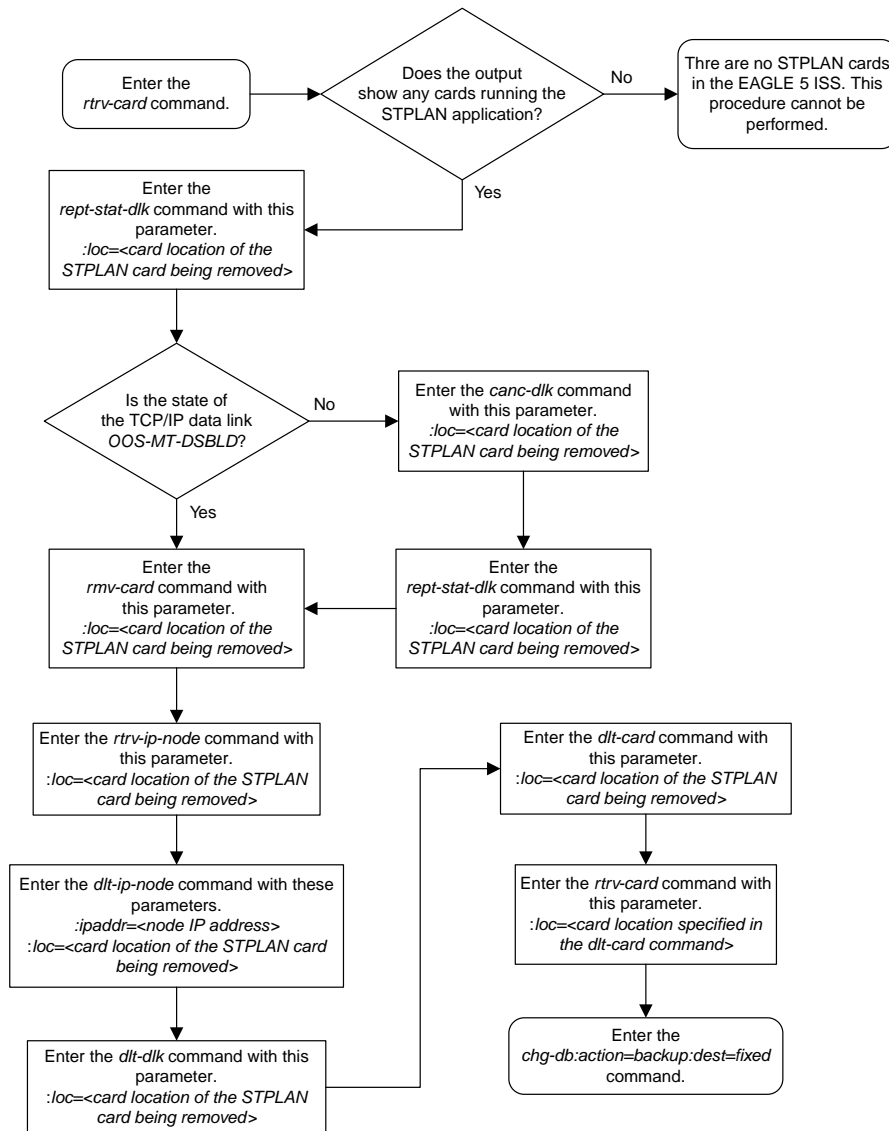 Enter the
rtrv-card command.
Does the output
show any cards running the
STPLAN application?
No
Thre are no STPLAN cards
in the EAGLE 5 ISS. This
procedure cannot be
performed.
Yes
Enter the
rept-stat-dlk command with this
parameter.
:loc=<card location of the
STPLAN card being removed>
Is the state of
the TCP/IP data link
OOS-MT-DSBLD?
No
Enter the canc-dlk command
with this parameter.
:loc=<card location of the
STPLAN card being removed>
Yes
Enter the
rmv-card command with
this parameter.
:loc=<card location of the
STPLAN card being removed>
Enter the
rept-stat-dlk command with this
parameter.
:loc=<card location of the
STPLAN card being removed>
Enter the rtrv-ip-node command with
this parameter.
:loc=<card location of the STPLAN
card being removed>
Enter the dlt-ip-node command with these
parameters.
:ipaddr=<node IP address>
:loc=<card location of the STPLAN card
being removed>
Enter the dlt-dlk command with this
parameter.
:loc=<card location of the STPLAN
card being removed>
Enter the dlt-card command with
this parameter.
:loc=<card location of the STPLAN
card being removed>
Enter the rtrv-card command with
this parameter.
:loc=<card location specified in
the dlt-card command>
Enter the
chg-db:action=backup:dest=fixed
command.